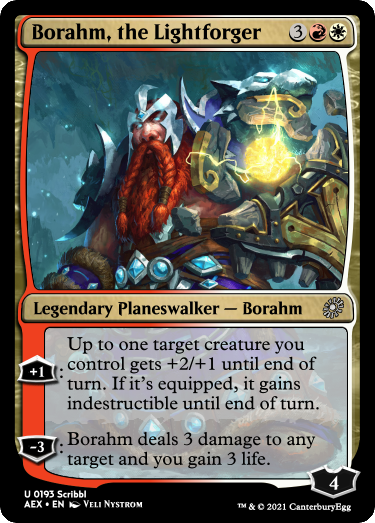 Borahm, the Lightforger 3
Legendary Planeswalker — Borahm
Up to one target creature you
control gets +2/+1 until end of
+1: turn. If it's equipped, it gains
indestructible until end of turn.
-3: Borahm deals 3 damage to any
target and you gain 3 life.
4
U 0193 Scribbl
AEX • EN Veli Nystrom
™ & © 2021 CanterburyEgg